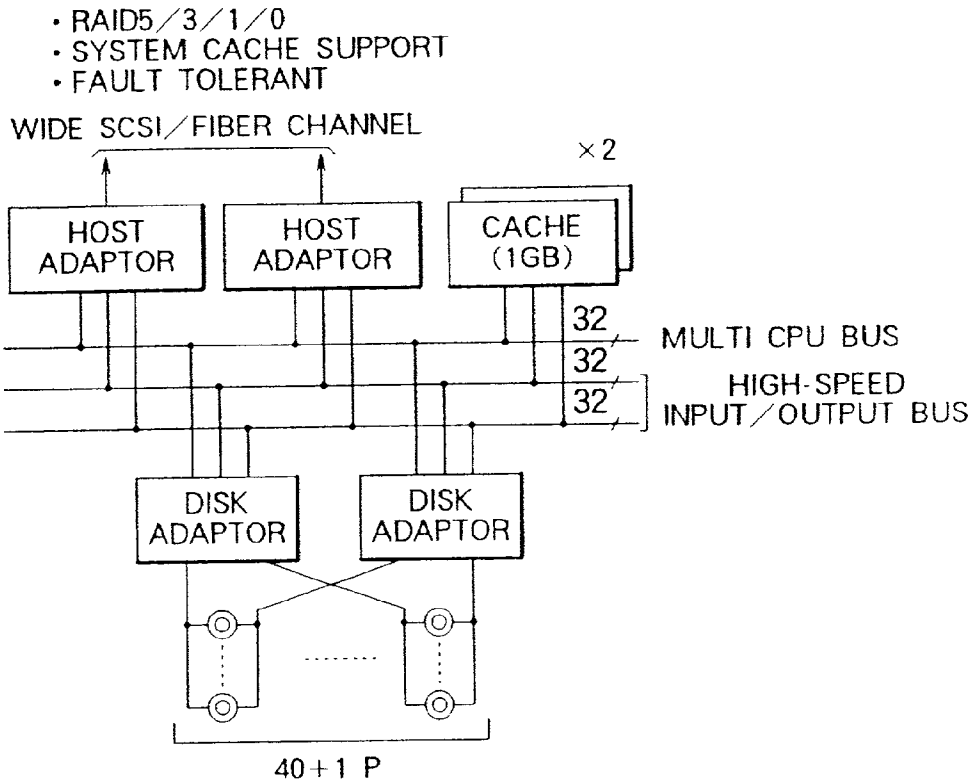 · RAID5/3/1/0
· SYSTEM CACHE SUPPORT
· FAULT TOLERANT
WIDE SCSI/FIBER CHANNEL
×2
HOST
ADAPTOR
HOST
ADAPTOR
CACHE
(1GB)
32
MULTI CPU BUS
32
32
HIGH-SPEED
INPUT/OUTPUT BUS
DISK
ADAPTOR
DISK
ADAPTOR
40+1 P